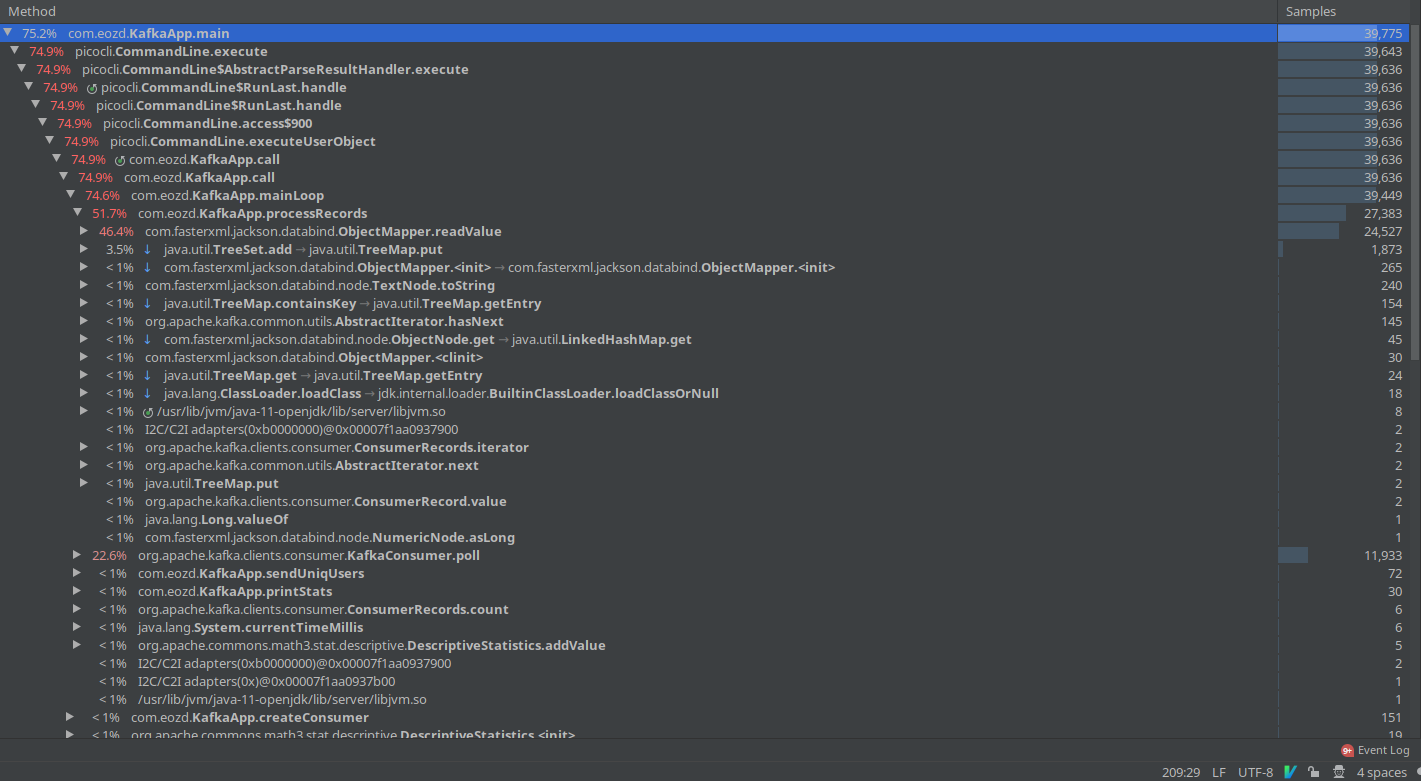 Method Samples
75.2% com.eozd.KafkaApp.main 39,775
74.9% picocli.CommandLine.execute 39,643
74.9% picocli.CommandLine$AbstractParseResultHandler.execute 39,636
74.9% picocli.CommandLine$RunLast.handle 39,636
74.9% picocli.CommandLine$RunLast.handle 39,636
74.9% picocli.CommandLine.access$900 39,636
74.9% picocli.CommandLine.executeUserObject 39,636
74.9% com.eozd.KafkaApp.call 39,636
74.9% com.eozd.KafkaApp.call 39,636
74.6% com.eozd.KafkaApp.mainLoop 39,449
51.7% com.eozd.KafkaApp.processRecords 27,383
46.4% com.fasterxml.jackson.databind.ObjectMapper.readValue 24,527
3.5% ↓ java.util.TreeSet.add → java.util.TreeMap.put 1,873
< 1% ↓ com.fasterxml.jackson.databind.ObjectMapper.<init> → com.fasterxml.jackson.databind.ObjectMapper.<init> 265
< 1% com.fasterxml.jackson.databind.node.TextNode.toString 240
< 1% ↓ java.util.TreeMap.containsKey → java.util.TreeMap.getEntry 154
< 1% org.apache.kafka.common.utils.AbstractIterator.hasNext 145
< 1% ↓ com.fasterxml.jackson.databind.node.ObjectNode.get → java.util.LinkedHashMap.get 45
< 1% com.fasterxml.jackson.databind.ObjectMapper.<clinit> 30
< 1% ↓ java.util.TreeMap.get → java.util.TreeMap.getEntry 24
< 1% ↓ java.lang.ClassLoader.loadClass → jdk.internal.loader.BuiltinClassLoader.loadClassOrNull 18
< 1% /usr/lib/jvm/java-11-openjdk/lib/server/libjvm.so 8
< 1% I2C/C2I adapters(0xb0000000)@0x00007f1aa0937900 2
< 1% org.apache.kafka.clients.consumer.ConsumerRecords.iterator 2
< 1% org.apache.kafka.common.utils.AbstractIterator.next 2
< 1% java.util.TreeMap.put 2
< 1% org.apache.kafka.clients.consumer.ConsumerRecord.value 2
< 1% java.lang.Long.valueOf 1
< 1% com.fasterxml.jackson.databind.node.NumericNode.asLong 1
22.6% org.apache.kafka.clients.consumer.KafkaConsumer.poll 11,933
< 1% com.eozd.KafkaApp.sendUniqUsers 72
< 1% com.eozd.KafkaApp.printStats 30
< 1% org.apache.kafka.clients.consumer.ConsumerRecords.count 6
< 1% java.lang.System.currentTimeMillis 6
< 1% org.apache.commons.math3.stat.descriptive.DescriptiveStatistics.addValue 5
< 1% I2C/C2I adapters(0xb0000000)@0x00007f1aa0937900 2
< 1% I2C/C2I adapters(0x)@0x00007f1aa0937b00 1
< 1% /usr/lib/jvm/java-11-openjdk/lib/server/libjvm.so 1
< 1% com.eozd.KafkaApp.createConsumer 151
< 1% org.apache.commons.math3.stat.descriptive.DescriptiveStatistics.<init> 19
9+ Event Log
209:29 LF UTF-8 4 spaces